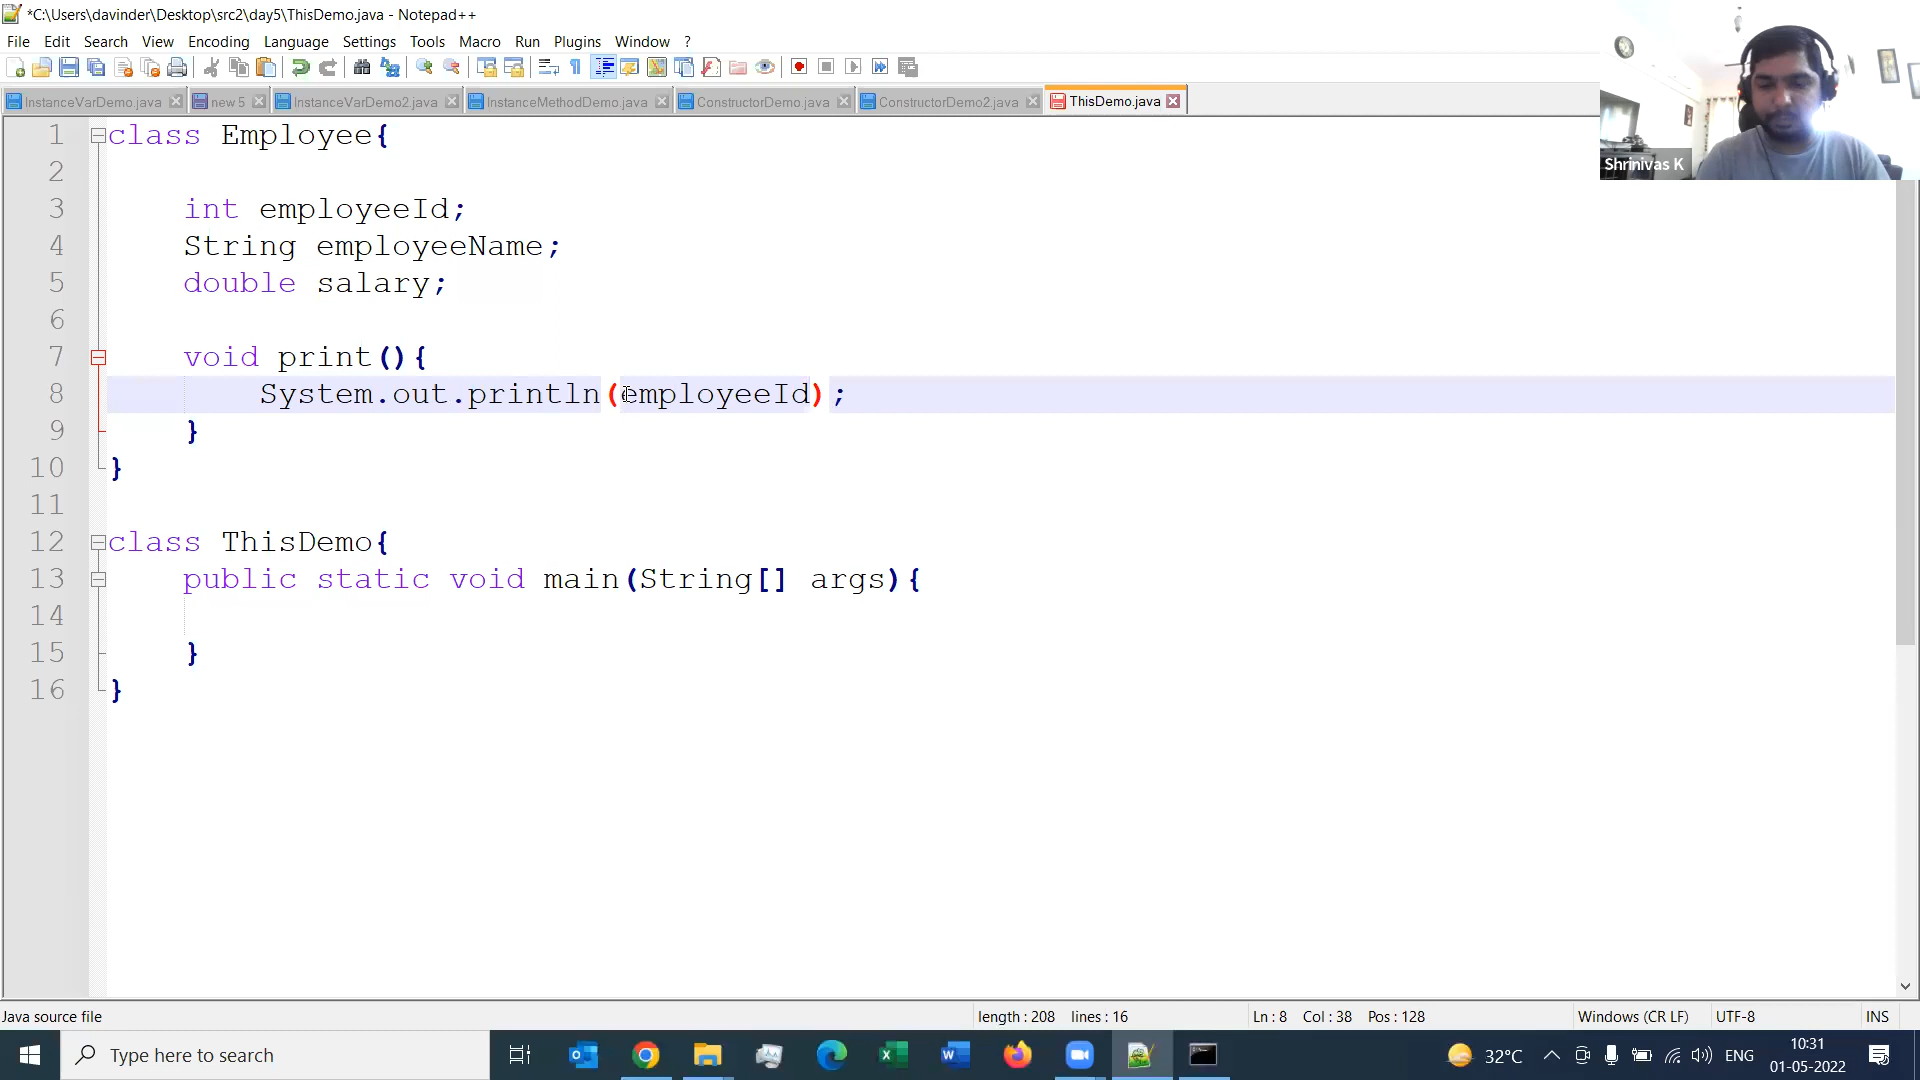 *C:\Users\davinder\Desktop\src2\day5\ThisDemo.java - Notepad++
File Edit Search View Encoding Language Settings Tools Macro Run Plugins Window ?
InstanceVarDemo.java new 5 InstanceVarDemo2.java InstanceMethodDemo.java ConstructorDemo.java ConstructorDemo2.java ThisDemo.java
Shrinivas K
1 class Employee{
2
3 int employeeId;
4 String employeeName;
5 double salary;
6
7 void print(){
8 System.out.println(employeeId);
9 }
10 }
11
12 class ThisDemo{
13 public static void main(String[] args){
14
15 }
16 }
Java source file length : 208 lines : 16 Ln : 8 Col : 38 Pos : 128 Windows (CR LF) UTF-8 INS
Type here to search 32°C ENG 10:31
01-05-2022